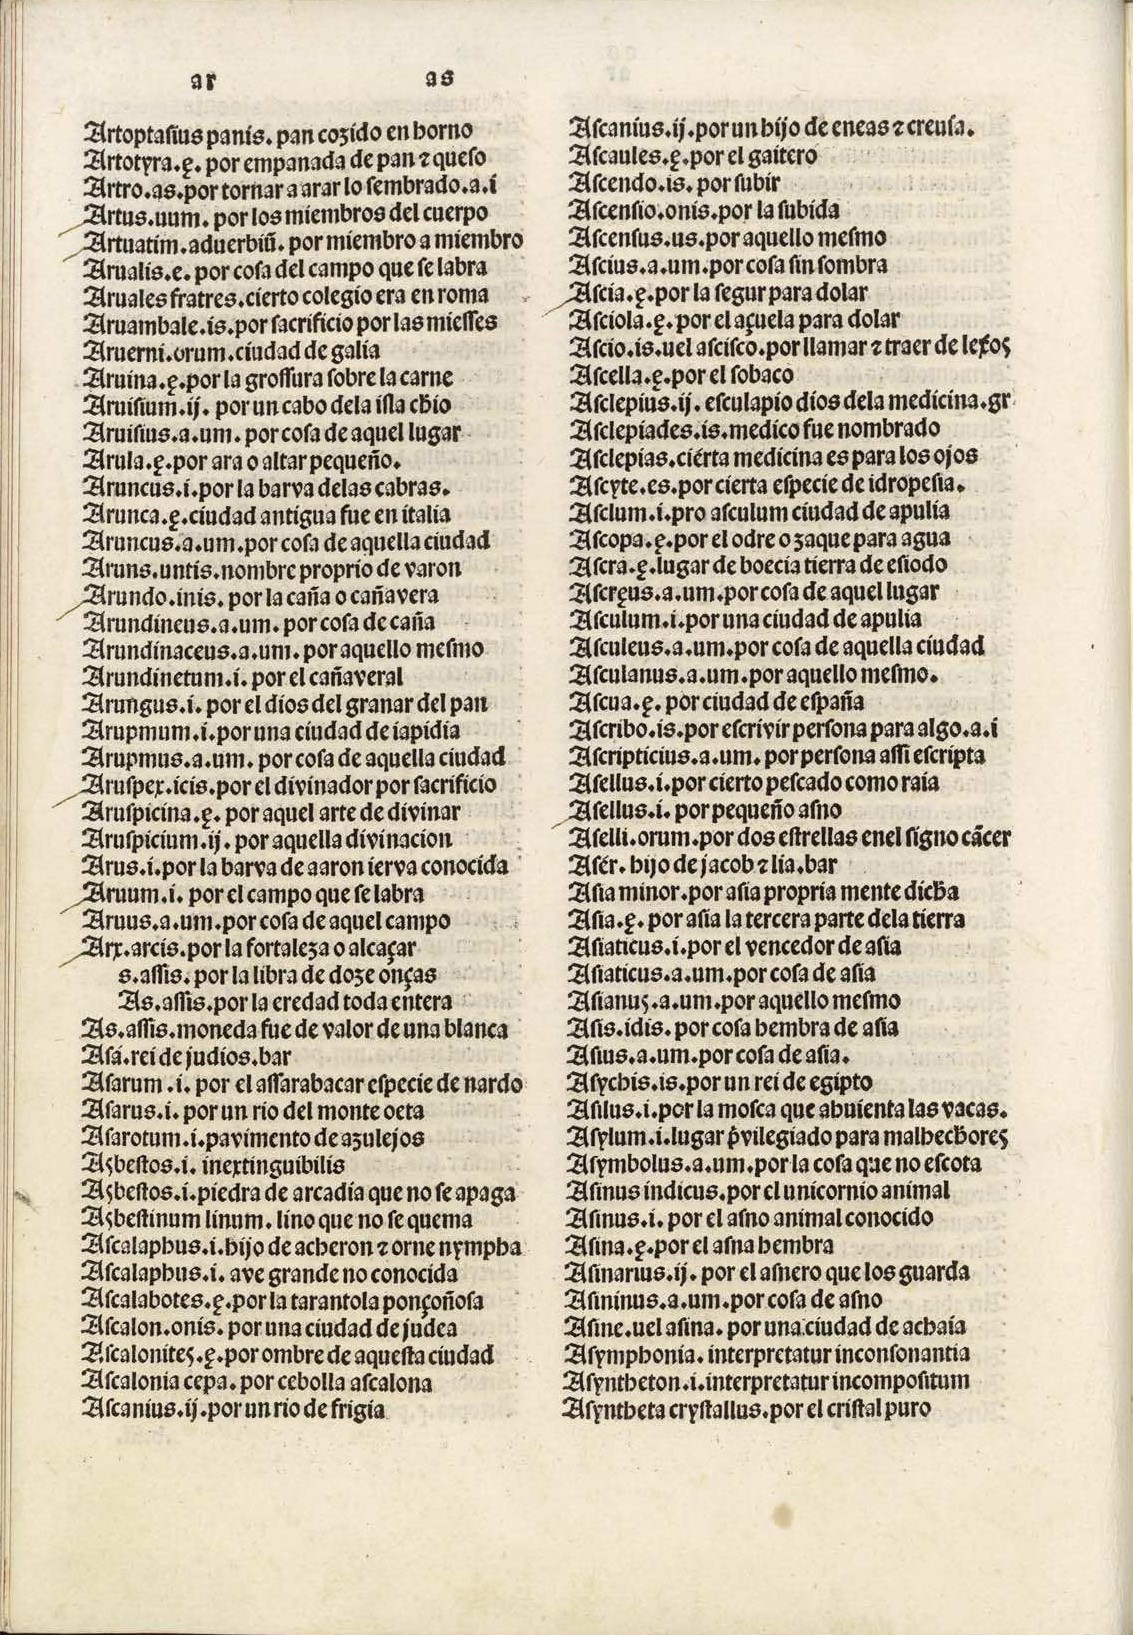 ar
as
Artoptasius panis. pan cozido en horno
Artotyra.ę. por empanada de pan ⁊ queso
Artro.as.por tornar a arar lo sembrado.a.i
Artus.uum. por los miembros del cuerpo
Artuatim.aduerbiū. por miembro a miembro
Arualis.e. por cosa del campo que se labra
Aruales fratres.cierto colegio era en roma
Aruambale.is.por sacrificio por las miesses
Aruerni.orum.ciudad de galia
Aruina.ę.por la grossura sobre la carne
Aruisium.ij. por un cabo dela isla chio
Aruisius.a.um. por cosa de aquel lugar
Arula.ę.por ara o altar pequeño.
Aruncus.i.por la barva delas cabras.
Arunca.ę.ciudad antigua fue en italia
Aruncus.a.um.por cosa de aquella ciudad
Aruns.untis.nombre proprio de varon
Arundo.inis. por la caña o cañavera
Arundineus.a.um. por cosa de caña
Arundinaceus.a.um. por aquello mesmo
Arundinetum.i. por el cañaveral
Arungus.i. por el dios del granar del pan
Arupmum.i.por una ciudad de iapidia
Arupmus.a.um. por cosa de aquella ciudad
Aruspex.icis.por el divinador por sacrificio
Aruspicina.ę. por aquel arte de divinar
Aruspicium.ij. por aquella divinacion
Arus.i.por la barva de aaron ierva conocida
Aruum.i. por el campo que se labra
Aruus.a.um.por cosa de aquel campo
Arx.arcis.por la fortaleza o alcaçar
s.assis. por la libra de doze onças
As.assis.por la eredad toda entera
As.assis.moneda fue de valor de una blanca
Asá.rei de judios.bar
Asarum.i. por el assarabacar especie de nardo
Asarus.i. por un rio del monte oeta
Asarotum.i.pavimento de azulejos
Asbestos.i. inextinguibilis
Asbestos.i.piedra de arcadia que no se apaga
Asbestinum linum. lino que no se quema
Ascalaphus.i.hijo de acheron ⁊ orne nympha
Ascalaphus.i. ave grande no conocida
Ascalabotes.ę.por la tarantola ponçoñosa
Ascalon.onis. por una ciudad de judea
Ascalonites.ę.por ombre de aquesta ciudad
Ascalonia cepa. por cebolla ascalona
Ascanius.ij.por un rio de frigia
Ascanius.ij.por un hijo de eneas ⁊ creusa.
Ascaules.ę.por el gaitero
Ascendo.is. por subir
Ascensio.onis.por la subida
Ascensus.us.por aquello mesmo
Ascius.a.um.por cosa sin sombra
Ascia.ę.por la segur para dolar
Asciola.ę.por el açuela para dolar
Ascio.is.uel ascisco.por llamar ⁊ traer de lexos
Ascella.ę.por el sobaco
Asclepius.ij. esculapio dios dela medicina.gr
Asclepiades.is.medico fue nombrado
Asclepias.cierta medicina es para los ojos
Ascyte.es.por cierta especie de idropesia.
Asclum.i.pro asculum ciudad de apulia
Ascopa.ę.por el odre o zaque para agua
Ascra.ę.lugar de boecia tierra de esiodo
Ascręus.a.um.por cosa de aquel lugar
Asculum.i.por una ciudad de apulia
Asculeus.a.um.por cosa de aquella ciudad
Asculanus.a.um.por aquello mesmo.
Ascua.ę. por ciudad de españa
Ascribo.is.por escrivir persona para algo.a.i
Ascripticius.a.um. por persona assi escripta
Asellus.i.por cierto pescado como raia
Asellus.i. por pequeño asno
Aselli.orum.por dos estrellas enel signo cãcer
Asér. hijo de jacob ⁊ lia.bar
Asia minor.por asia propria mente dicha
Asia.ę. por asia la tercera parte dela tierra
Asiaticus.i.por el vencedor de asia
Asiaticus.a.um.por cosa de asia
Asianus.a.um.por aquello mesmo
Asis.idis.por cosa hembra de asia
Asius.a.um.por cosa de asia.
Asychis.is.por un rei de egipto
Asilus.i.por la mosca que ahuienta las vacas.
Asylum.i.lugar p̄vilegiado para malhechores
Asymbolus.a.um.por la cosa que no escota
Asinus indicus.por el unicornio animal
Asinus.i. por el asno animal conocido
Asina.ę.por el asna hembra
Asinarius.ij. por el asnero que los guarda
Asininus.a.um.por cosa de asno
Asine.uel asina. por una ciudad de achaia
Asymphonia. interpretatur inconsonantia
Asyntheton.i.interpretatur incompositum
Asyntheta crystallus.por el cristal puro